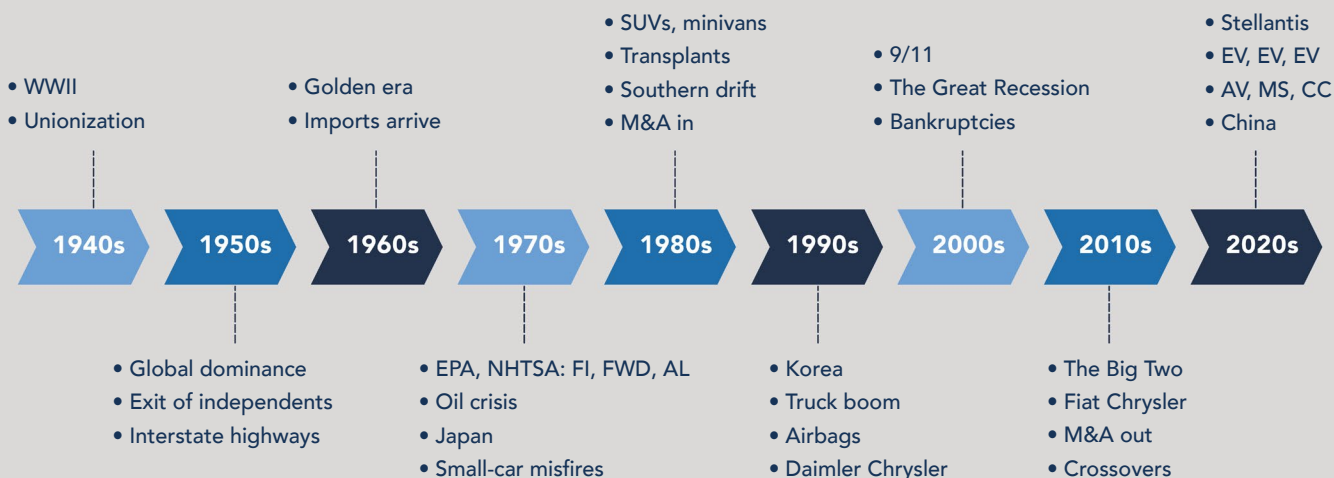 • WWII
• Unionization
• Golden era
• Imports arrive
• SUVs, minivans
• Transplants
• Southern drift
• M&A in
• 9/11
• The Great Recession
• Bankruptcies
• Stellantis
• EV, EV, EV
• AV, MS, CC
• China
1940s
1950s
1960s
1970s
1980s
1990s
2000s
2010s
2020s
• Global dominance
• Exit of independents
• Interstate highways
• EPA, NHTSA: FI, FWD, AL
• Oil crisis
• Japan
• Small-car misfires
• Korea
• Truck boom
• Airbags
• Daimler Chrysler
• The Big Two
• Fiat Chrysler
• M&A out
• Crossovers